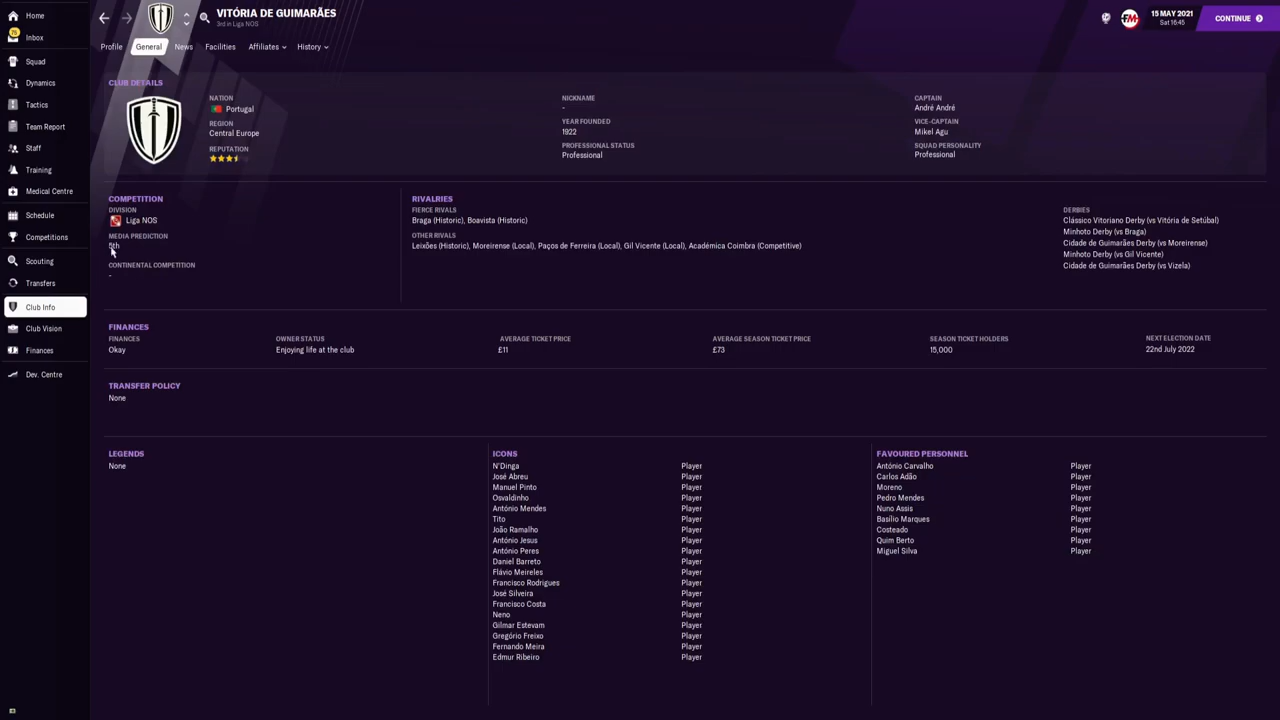 Home
Inbox
Squad
Dynamics
Tactics
Team Report
Staff
Training
Medical Centre
Schedule
Competitions
Scouting
Transfers
Club Info
Club Vision
Finances
Dev. Centre
VITÓRIA DE GUIMARÃES
3rd in Liga NOS
FM
15 MAY 2021
Sat 16:45
CONTINUE
Profile
General
News
Facilities
Affiliates
History
CLUB DETAILS
NATION
Portugal
REGION
Central Europe
REPUTATION
NICKNAME
-
YEAR FOUNDED
1922
PROFESSIONAL STATUS
Professional
CAPTAIN
André André
VICE-CAPTAIN
Mikel Agu
SQUAD PERSONALITY
Professional
COMPETITION
DIVISION
Liga NOS
MEDIA PREDICTION
5th
CONTINENTAL COMPETITION
-
RIVALRIES
FIERCE RIVALS
Braga (Historic), Boavista (Historic)
OTHER RIVALS
Leixões (Historic), Moreirense (Local), Paços de Ferreira (Local), Gil Vicente (Local), Académica Coimbra (Competitive)
DERBIES
Clássico Vitoriano Derby (vs Vitória de Setúbal)
Minhoto Derby (vs Braga)
Cidade de Guimarães Derby (vs Moreirense)
Minhoto Derby (vs Gil Vicente)
Cidade de Guimarães Derby (vs Vizela)
FINANCES
FINANCES
Okay
OWNER STATUS
Enjoying life at the club
AVERAGE TICKET PRICE
£11
AVERAGE SEASON TICKET PRICE
£73
SEASON TICKET HOLDERS
15,000
NEXT ELECTION DATE
22nd July 2022
TRANSFER POLICY
None
LEGENDS
None
ICONS
N'Dinga Player
José Abreu Player
Manuel Pinto Player
Osvaldinho Player
António Mendes Player
Tito Player
João Ramalho Player
António Jesus Player
António Peres Player
Daniel Barreto Player
Flávio Meireles Player
Francisco Rodrigues Player
José Silveira Player
Francisco Costa Player
Neno Player
Gilmar Estevam Player
Gregório Freixo Player
Fernando Meira Player
Edmur Ribeiro Player
FAVOURED PERSONNEL
António Carvalho Player
Carlos Adão Player
Moreno Player
Pedro Mendes Player
Nuno Assis Player
Basílio Marques Player
Costeado Player
Quim Berto Player
Miguel Silva Player